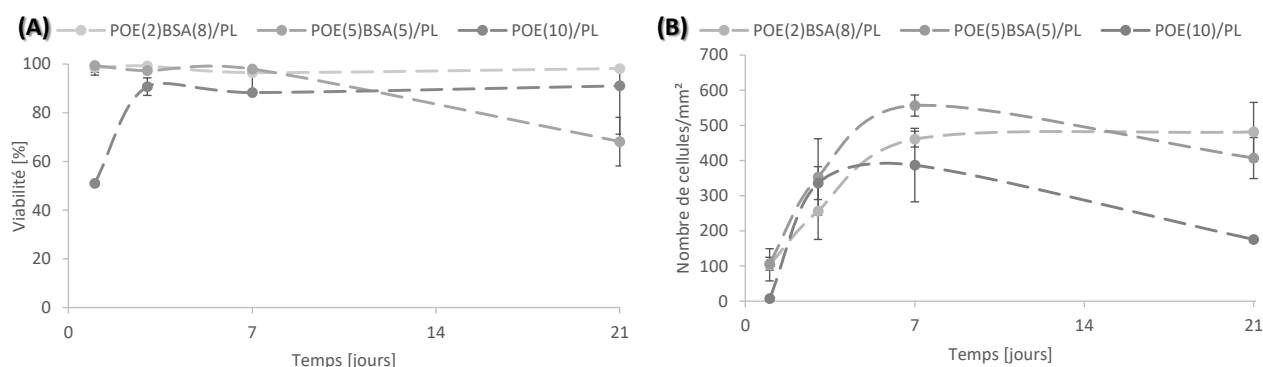 (A)
POE(2)BSA(8)/PL POE(5)BSA(5)/PL POE(10)/PL
Viabilité [%]
100
80
60
40
20
0
0 7 14 21
Temps [jours]
(B)
POE(2)BSA(8)/PL POE(5)BSA(5)/PL POE(10)/PL
Nombre de cellules/mm²
700
600
500
400
300
200
100
0
0 7 14 21
Temps [jours]